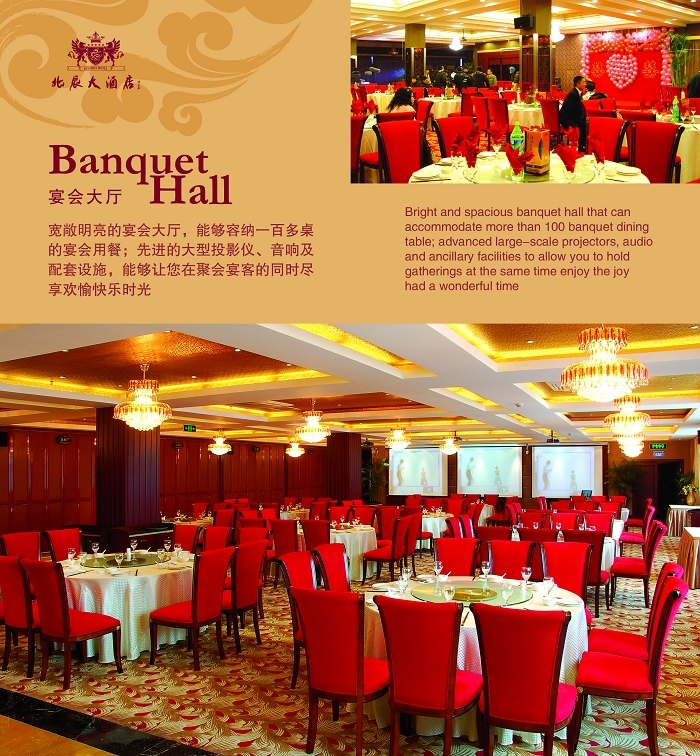 北辰大酒店
Banquet
Hall
宴会大厅
宽敞明亮的宴会大厅，能够容纳一百多桌
的宴会用餐；先进的大型投影仪、音响及
配套设施，能够让您在聚会宴客的同时尽
享欢愉快乐时光
Bright and spacious banquet hall that can
accommodate more than 100 banquet dining
table; advanced large-scale projectors, audio
and ancillary facilities to allow you to hold
gatherings at the same time enjoy the joy
had a wonderful time